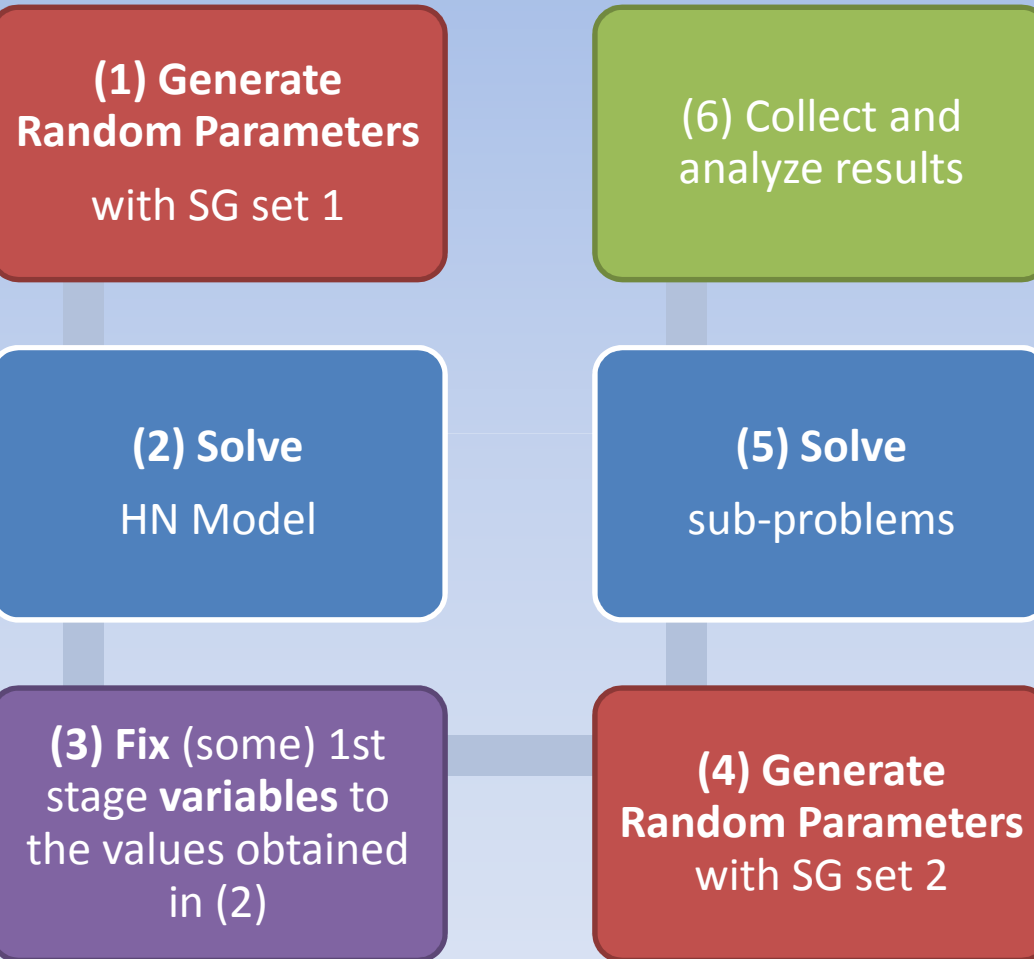 (1) Generate
Random Parameters
with SG set 1
(2) Solve
HN Model
(3) Fix (some) 1st
stage variables to
the values obtained
in (2)
(4) Generate
Random Parameters
with SG set 2
(5) Solve
sub-problems
(6) Collect and
analyze results